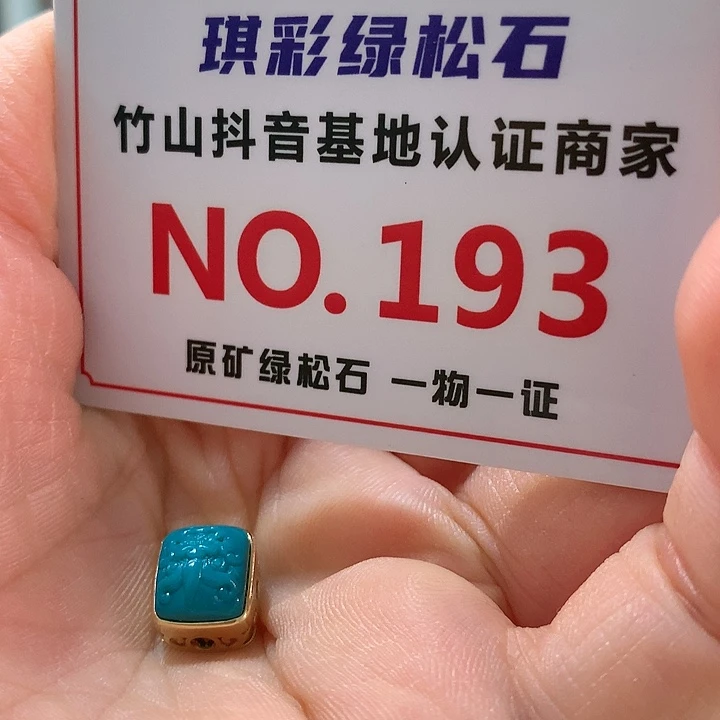 琪彩绿松石
竹山抖音基地认证商家
NO.193
原矿绿松石 一物一证